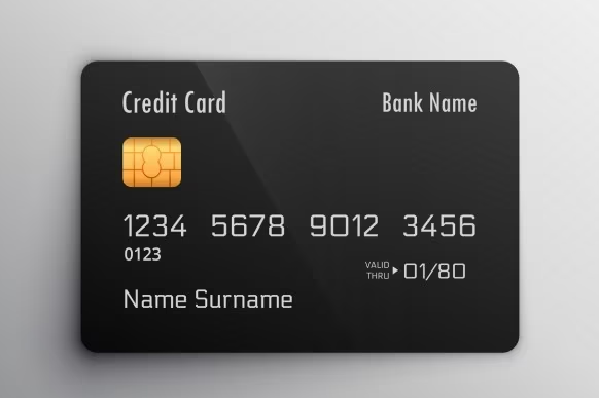 Credit Card Bank Name
1234 5678 9012 3456
0123
VALID
THRU 01/80
Name Surname